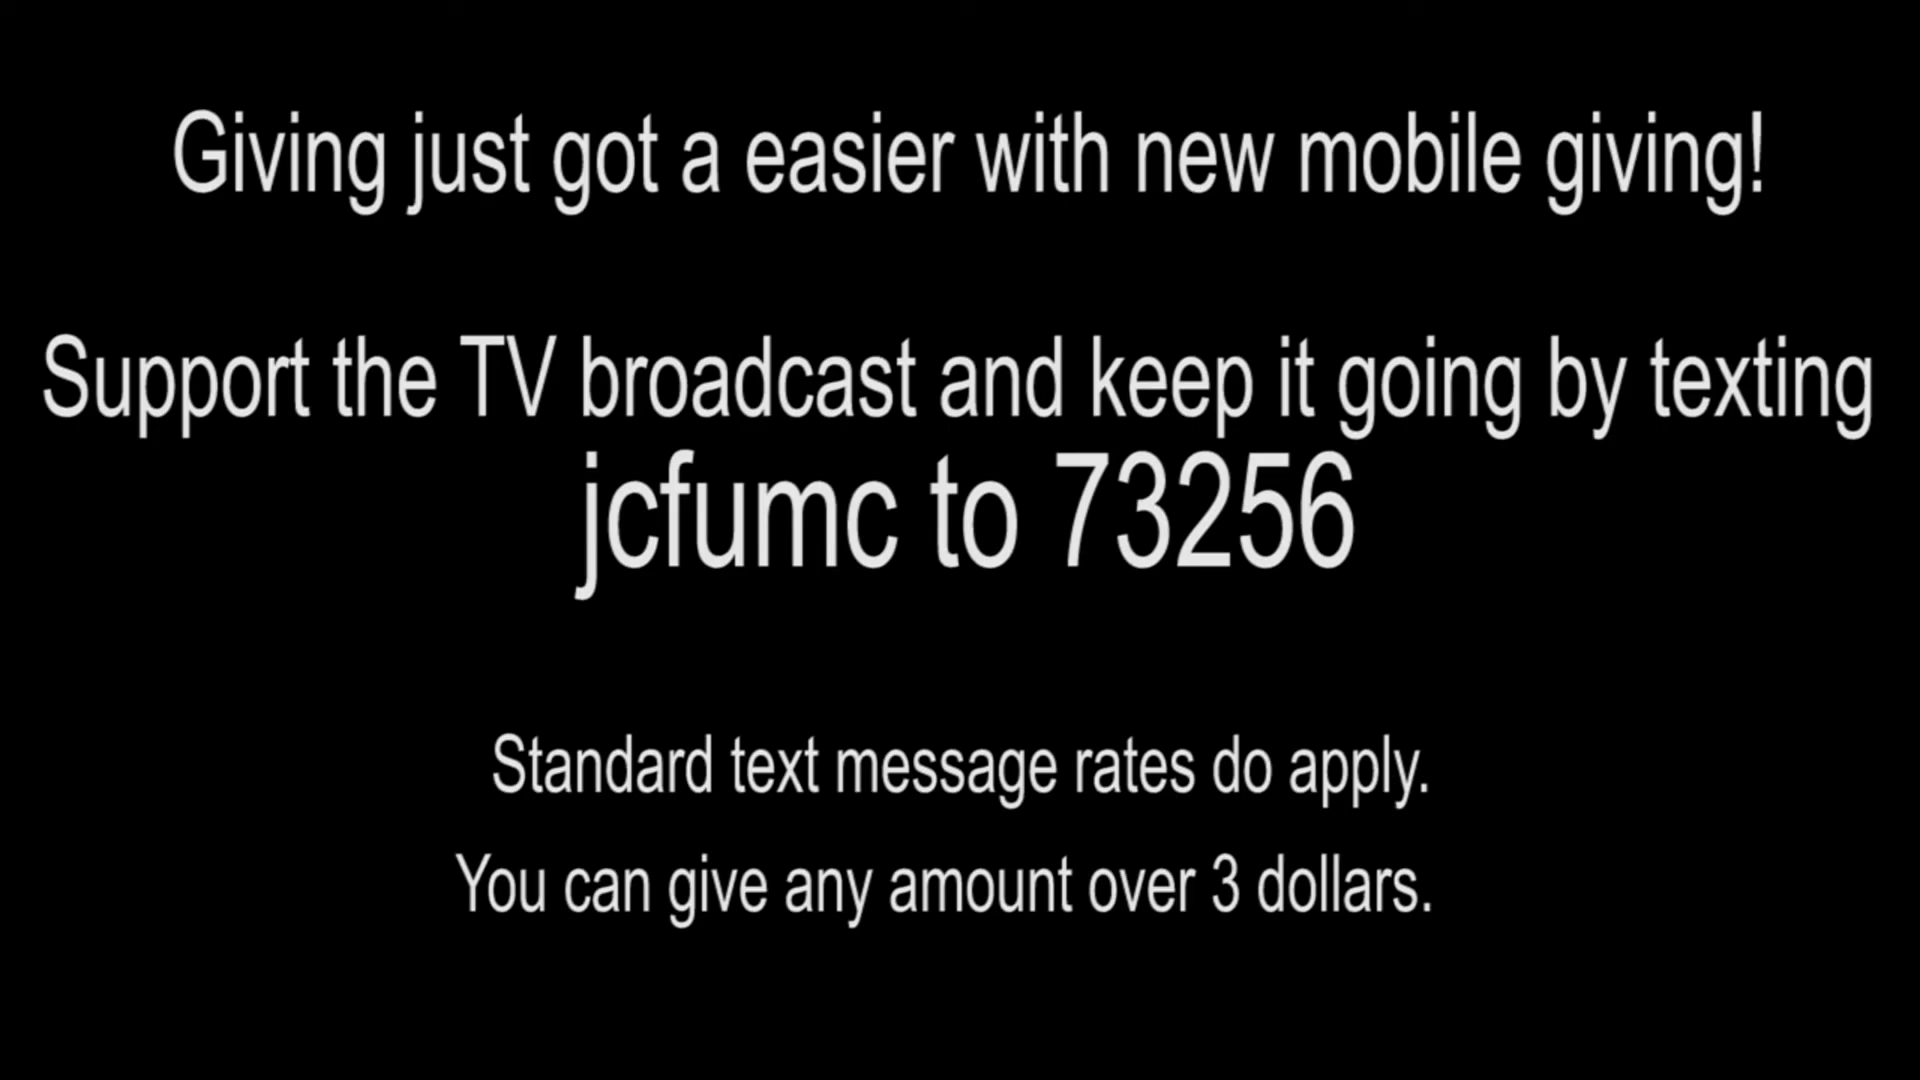 Giving just got a easier with new mobile giving!
Support the TV broadcast and keep it going by texting
jcfumc to 73256
Standard text message rates do apply.
You can give any amount over 3 dollars.